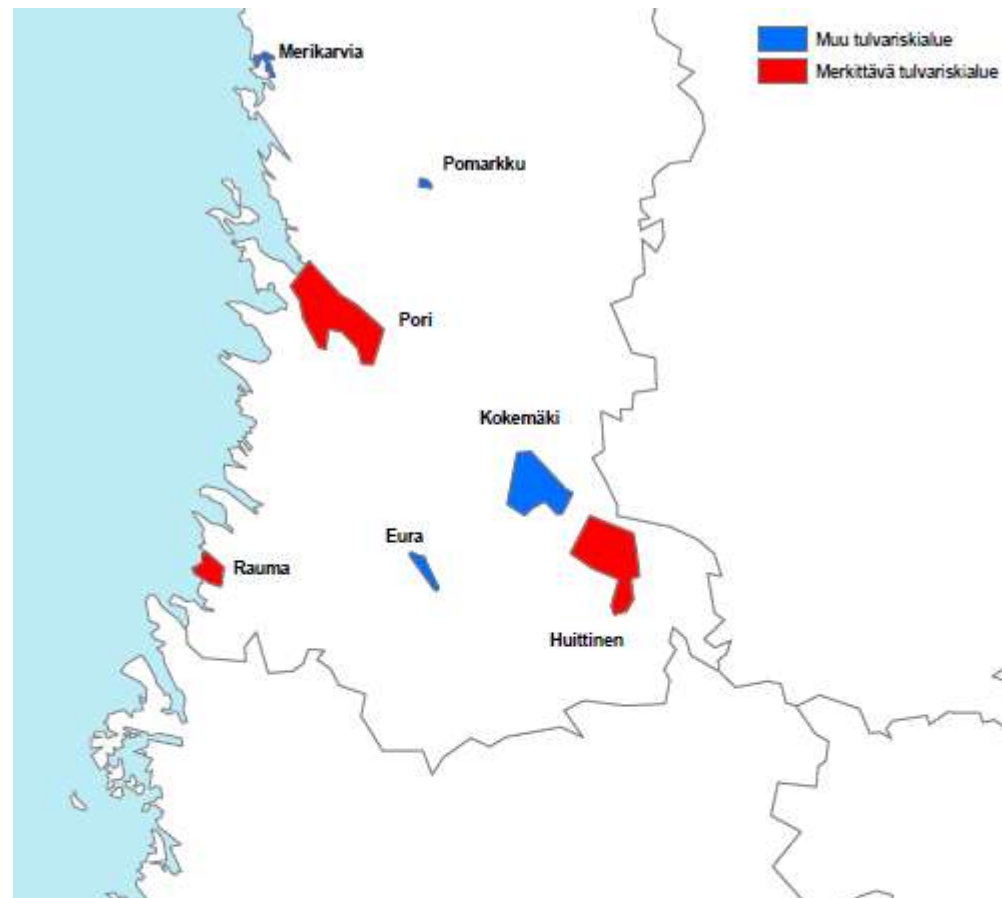 Muu tulvariskialue
Merkittävä tulvariskialue
Merikarvia
Pomarkku
Pori
Kokemäki
Eura
Rauma
Huittinen